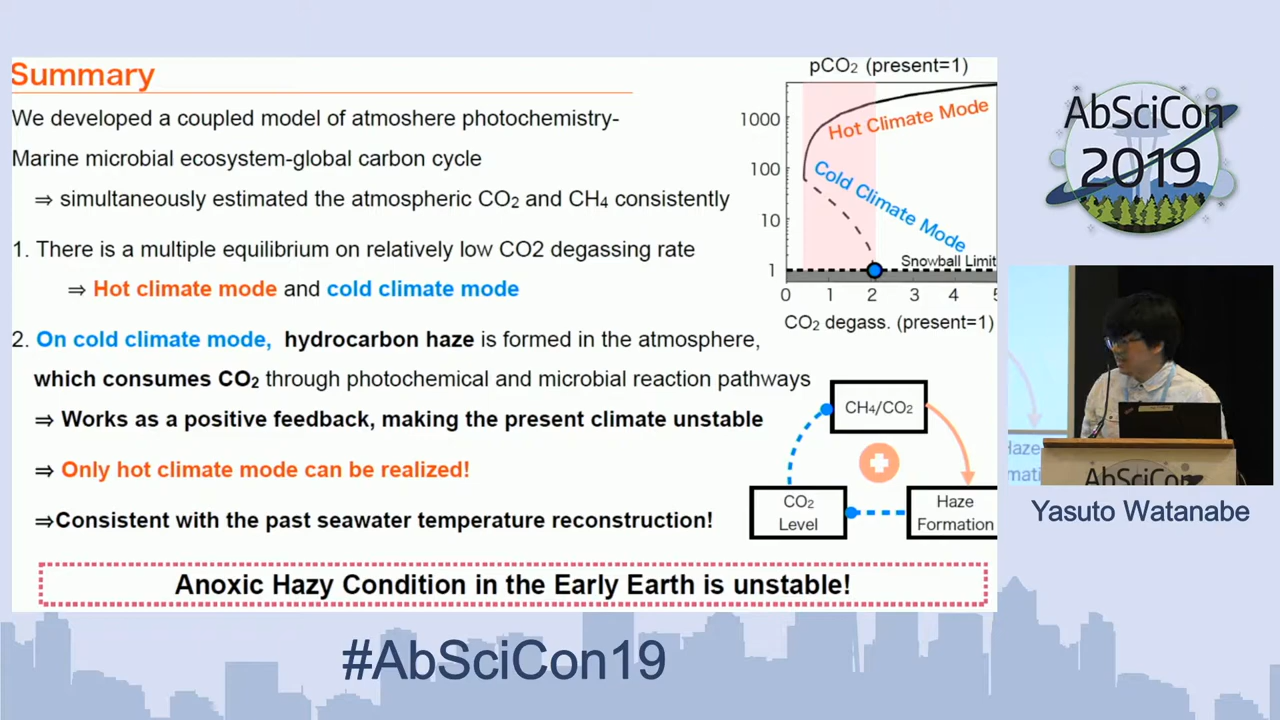 Summary
We developed a coupled model of atmoshere photochemistry-
Marine microbial ecosystem-global carbon cycle
⇒ simultaneously estimated the atmospheric CO₂ and CH₄ consistently
1. There is a multiple equilibrium on relatively low CO2 degassing rate
⇒ Hot climate mode and cold climate mode
2. On cold climate mode, hydrocarbon haze is formed in the atmosphere,
which consumes CO₂ through photochemical and microbial reaction pathways
⇒ Works as a positive feedback, making the present climate unstable
⇒ Only hot climate mode can be realized!
⇒Consistent with the past seawater temperature reconstruction!
Anoxic Hazy Condition in the Early Earth is unstable!
pCO₂ (present=1)
1000
100
10
1
Hot Climate Mode
Cold Climate Mode
Snowball Limit
0 1 2 3 4 5
CO₂ degass. (present=1)
CH₄/CO₂
CO₂
Level
Haze
Formation
AbSciCon
2019
AbSciCon
Yasuto Watanabe
#AbSciCon19